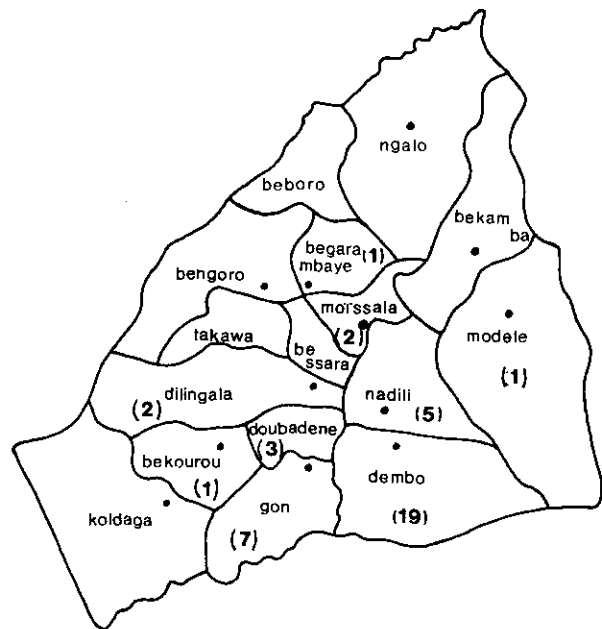 ngalo
beboro
bekam
ba
begara (1)
mbaye
bengoro
moissala
(2)
takawa
be
ssara
modele
(1)
dilingala
(2)
nadili
(5)
doubadene
(3)
bekourou
(1)
dembo
(19)
gon
(7)
koldaga